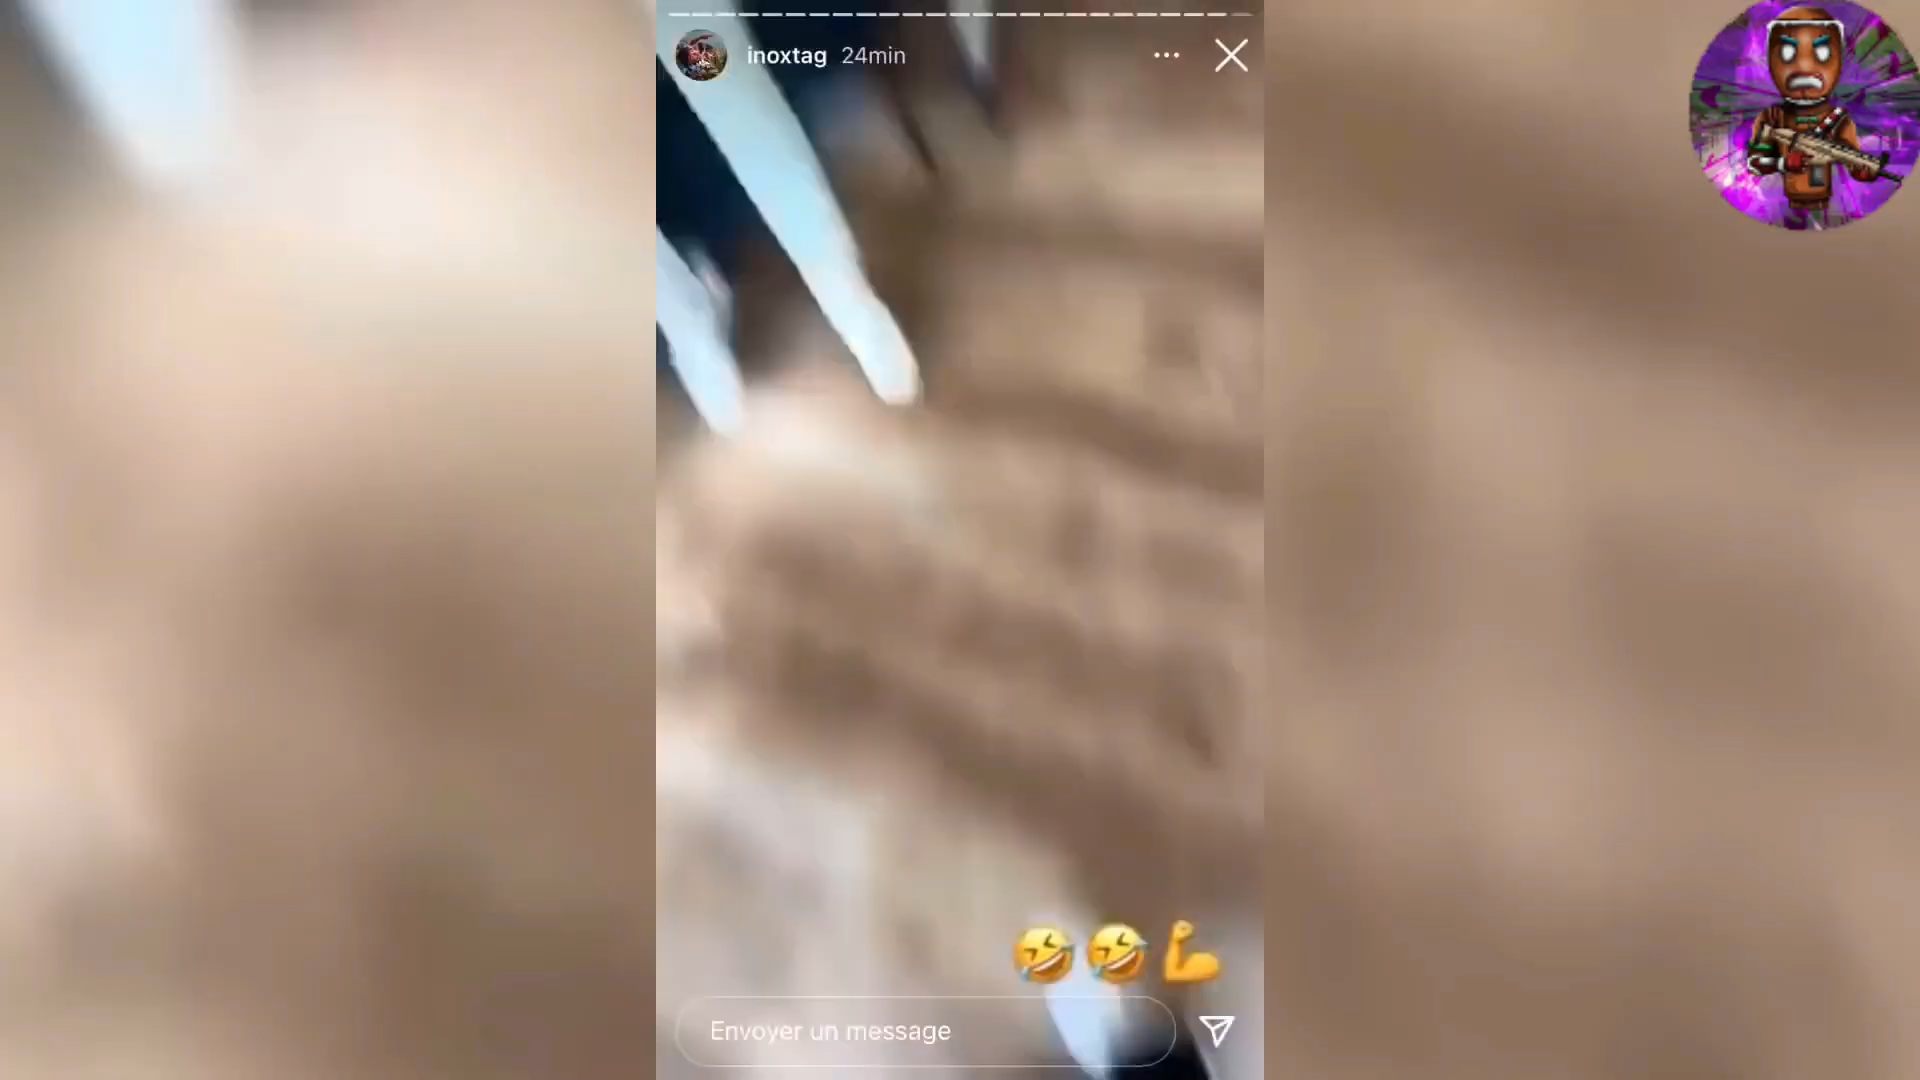 inoxtag 24min
🤣🤣💪
Envoyer un message